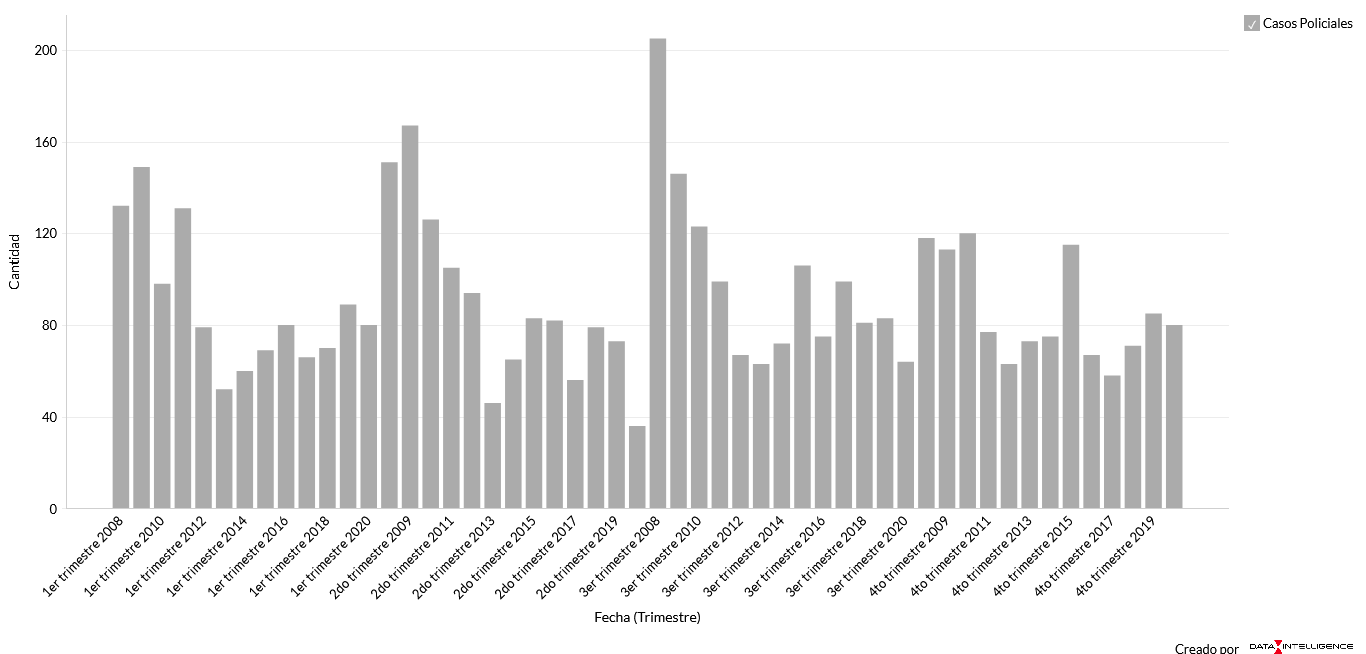 Casos Policiales
200
160
120
80
40
0
Cantidad
1er trimestre 2008
1er trimestre 2010
1er trimestre 2012
1er trimestre 2014
1er trimestre 2016
1er trimestre 2018
1er trimestre 2020
2do trimestre 2009
2do trimestre 2011
2do trimestre 2013
2do trimestre 2015
2do trimestre 2017
2do trimestre 2019
3er trimestre 2008
3er trimestre 2010
3er trimestre 2012
3er trimestre 2014
3er trimestre 2016
3er trimestre 2018
3er trimestre 2020
4to trimestre 2009
4to trimestre 2011
4to trimestre 2013
4to trimestre 2015
4to trimestre 2017
4to trimestre 2019
Fecha (Trimestre)
Creado por DATA INTELLIGENCE